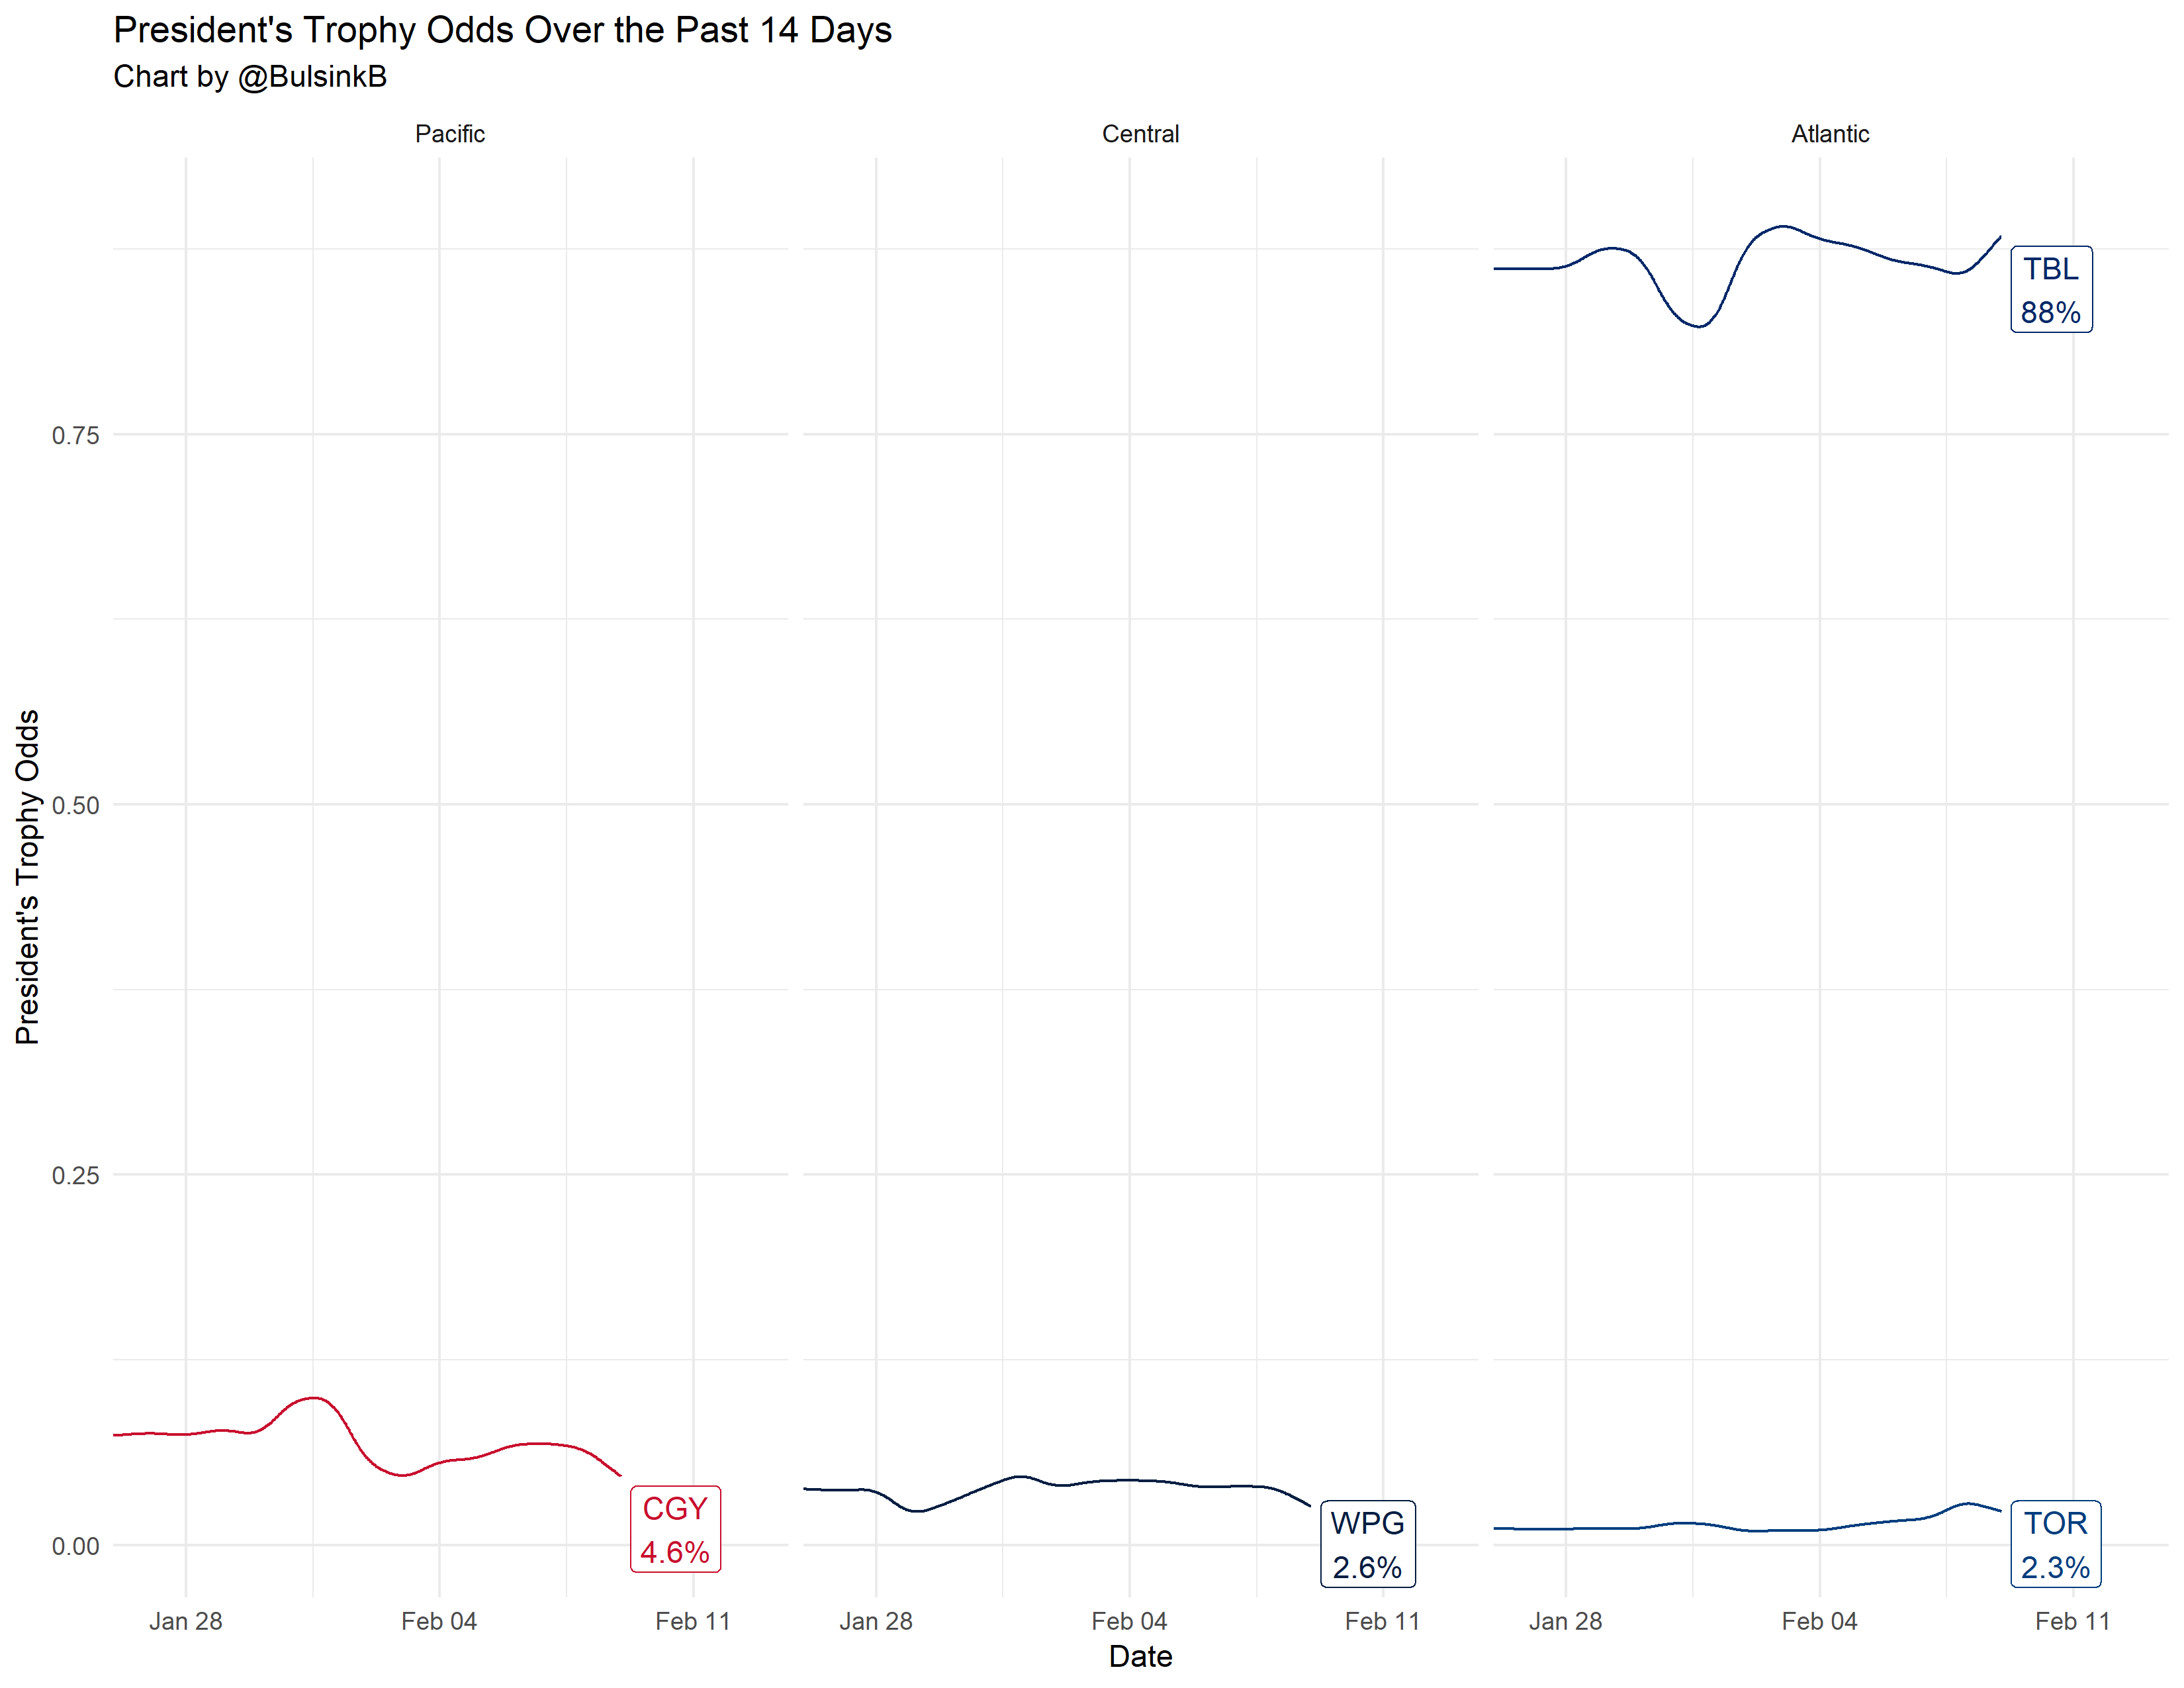 President's Trophy Odds Over the Past 14 Days
Chart by @BulsinkB
Pacific
Central
Atlantic
President's Trophy Odds
0.75
0.50
0.25
0.00
TBL
88%
CGY
4.6%
WPG
2.6%
TOR
2.3%
Jan 28
Feb 04
Feb 11
Jan 28
Feb 04
Feb 11
Jan 28
Feb 04
Feb 11
Date